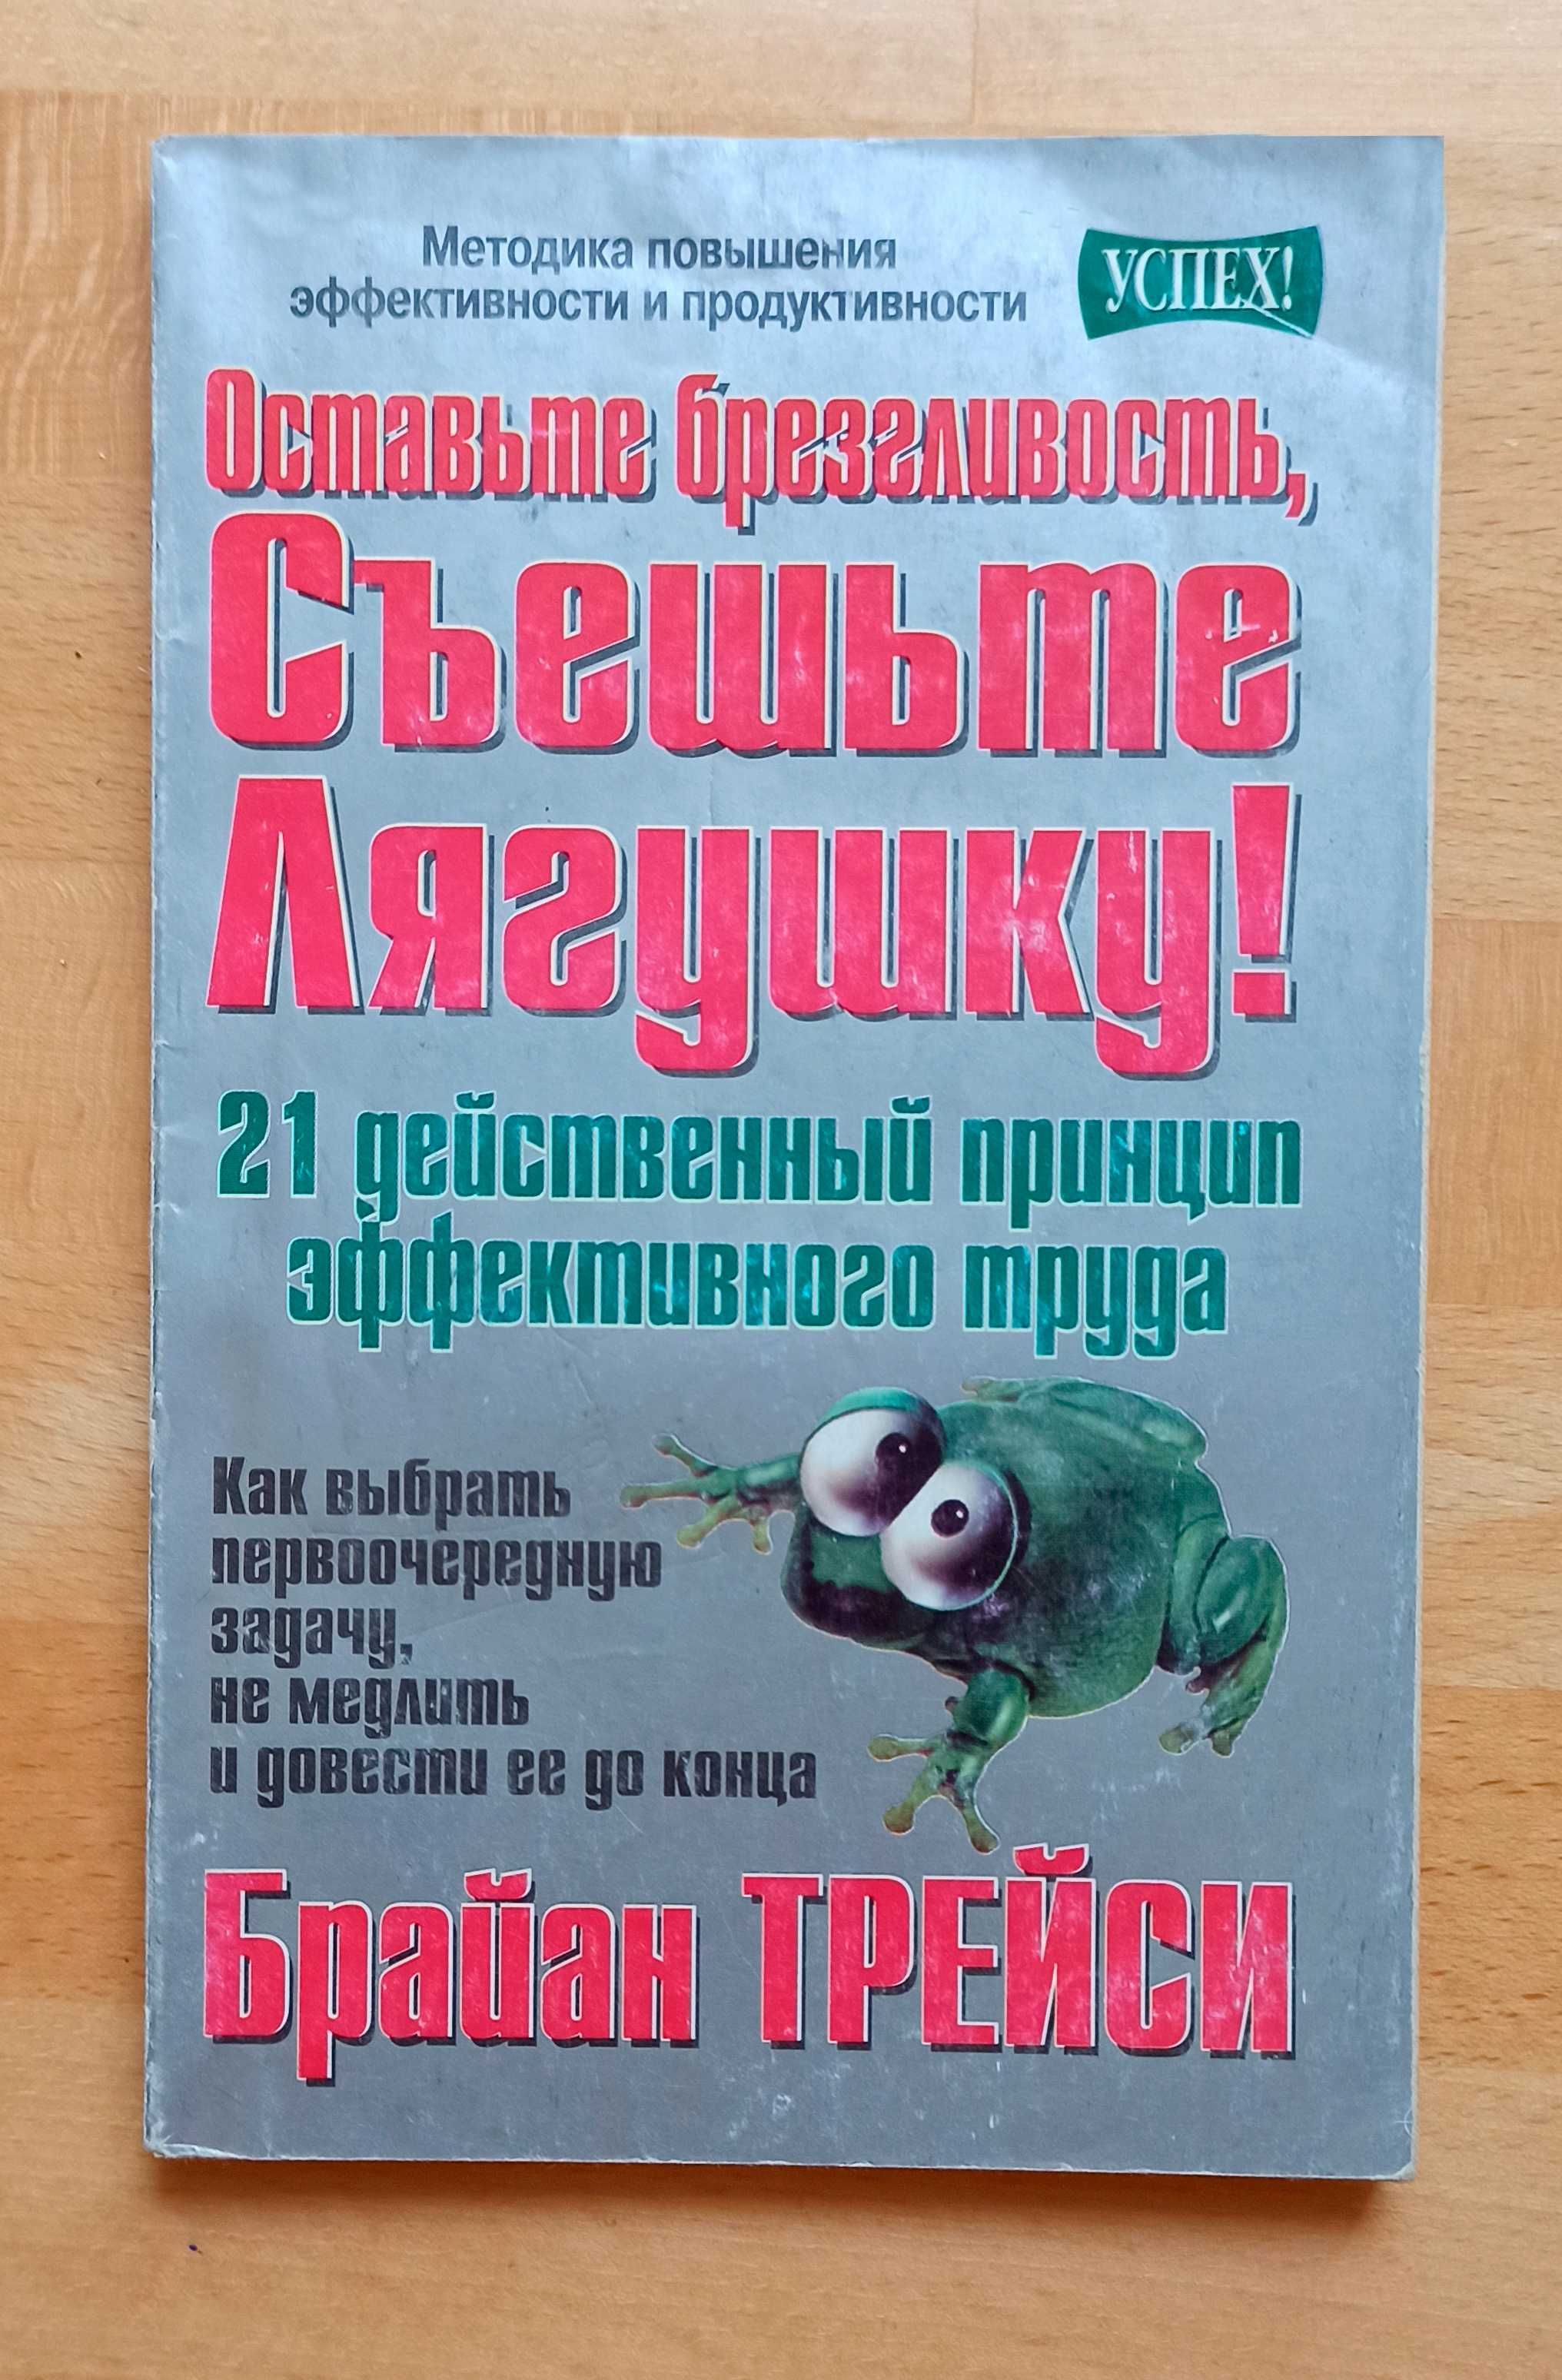 Методика повышения
эффективности и продуктивности
УСПЕХ!
Оставьте брезгливость,
Съешьте
Лягушку!
21 действенный принцип
эффективного труда
Как выбрать
первоочередную
задачу,
не медлить
и довести ее до конца
Брайан ТРЕЙСИ